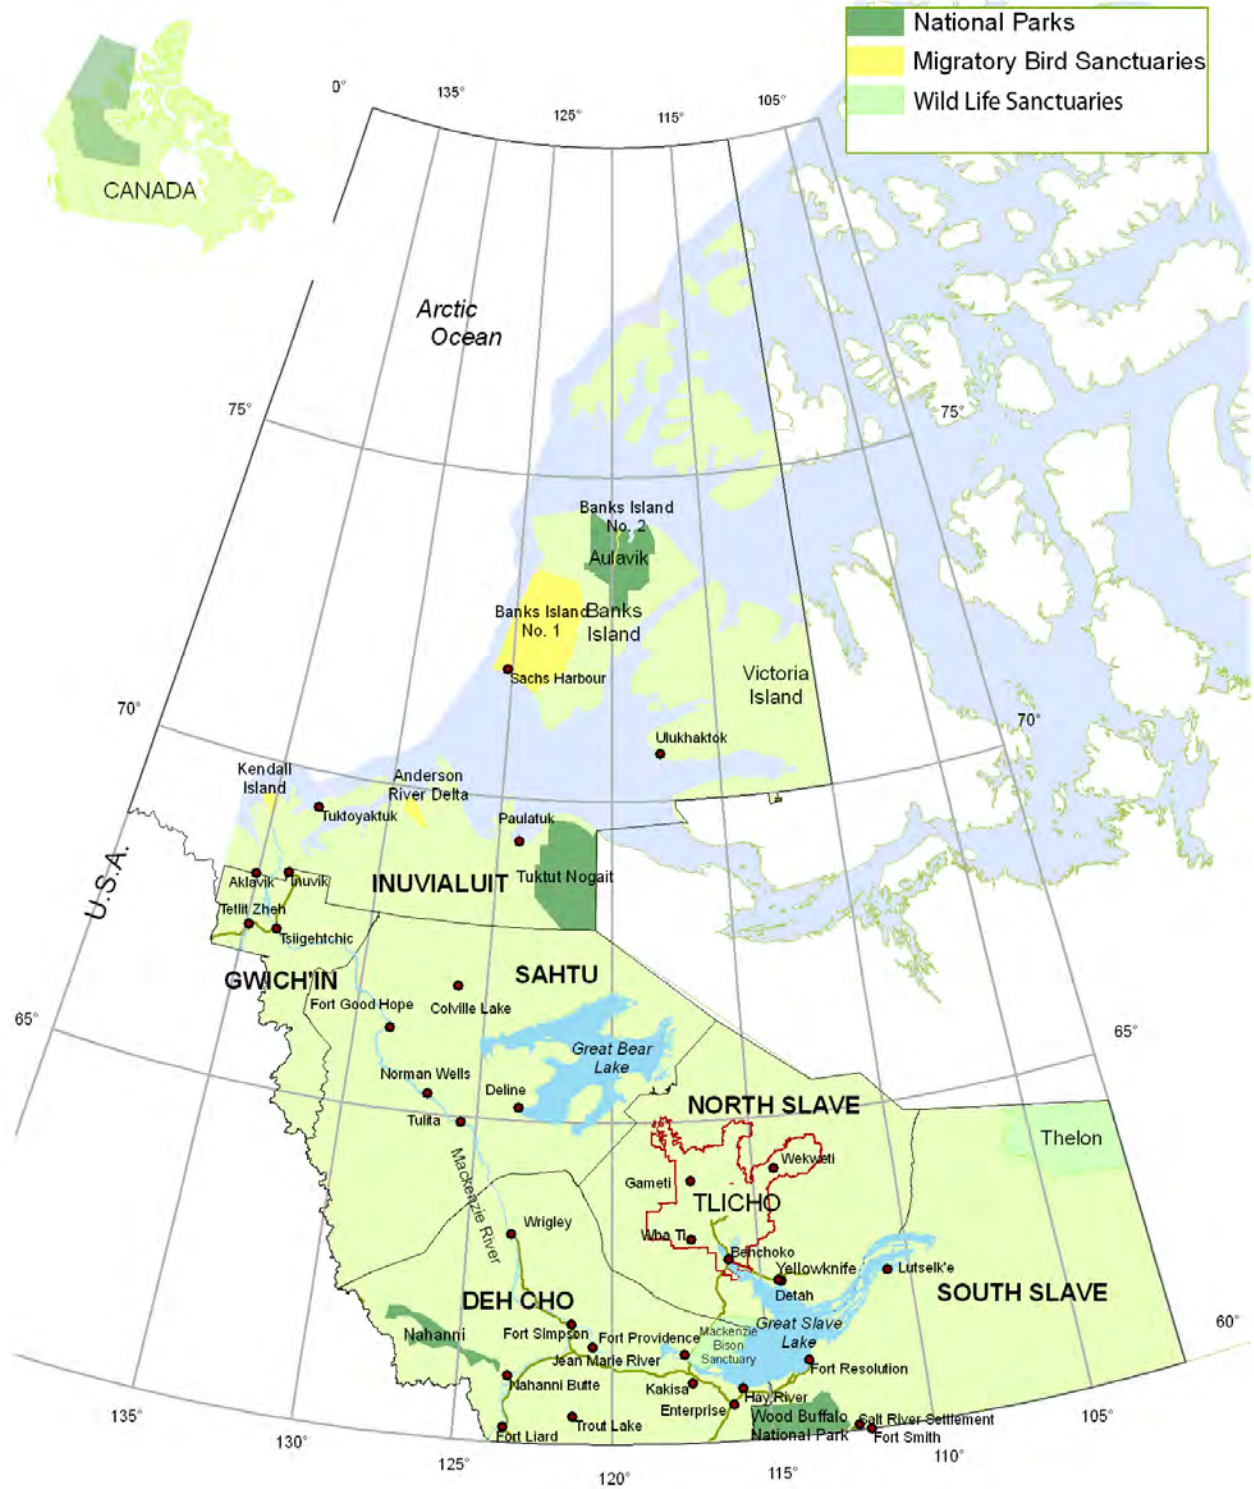 National Parks
Migratory Bird Sanctuaries
Wild Life Sanctuaries
CANADA
0°
135°
125°
115°
105°
Arctic
Ocean
75°
75°
Banks Island
No. 2
Aulavik
Banks Island
No. 1
Banks
Island
Sachs Harbour
Victoria
Island
70°
70°
Ulukhaktok
Kendall
Island
Anderson
River Delta
Tuktoyaktuk
Paulatuk
U.S.A.
Aklavik
Inuvik
INUVIALUIT
Tuktut Nogait
Tetlit Zheh
Tsiigehtchic
GWICH'IN
SAHTU
Fort Good Hope
Colville Lake
65°
65°
Great Bear
Lake
Norman Wells
Deline
Tulita
NORTH SLAVE
Thelon
Mackenzie River
Wekweti
Gameti
TLICHO
Wha Ti
Wrigley
Benchoko
Yellowknife
Detah
Lutselk'e
SOUTH SLAVE
DEH CHO
Great Slave
Lake
60°
Nahanni
Fort Simpson
Fort Providence
Mackenzie
Bison
Sanctuary
Jean Marie River
Fort Resolution
Nahanni Butte
Kakisa
Hay River
Enterprise
Trout Lake
Fort Liard
Wood Buffalo
National Park
Salt River Settlement
Fort Smith
135°
130°
125°
120°
115°
110°
105°